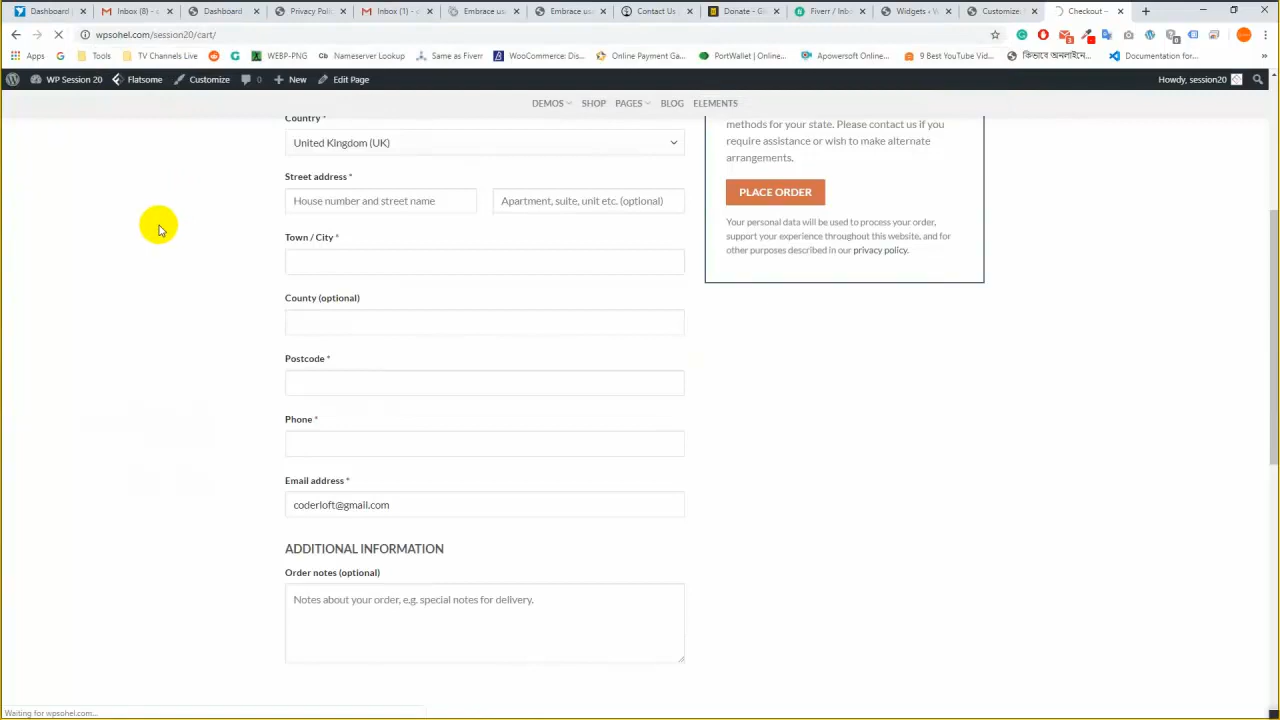 Dashboard
Inbox (8) -
Dashboard
Privacy Poli
Inbox (1) -
Embrace us
Embrace us
Contact Us
Donate - Gi
Fiverr / Inbo
Widgets ‹ W
Customize:
Checkout –
wpsohel.com/session20/cart/
Apps
Tools
TV Channels Live
WEBP-PNG
Nameserver Lookup
Same as Fiverr
WooCommerce: Dis...
Online Payment Ga...
PortWallet | Online...
Apowersoft Online...
9 Best YouTube Vid...
কিভাবে অনলাইনে...
Documentation for...
WP Session 20
Flatsome
Customize
0
New
Edit Page
Howdy, session20
DEMOS
SHOP
PAGES
BLOG
ELEMENTS
Country *
United Kingdom (UK)
Street address *
House number and street name
Apartment, suite, unit etc. (optional)
Town / City *
County (optional)
Postcode *
Phone *
Email address *
coderloft@gmail.com
ADDITIONAL INFORMATION
Order notes (optional)
Notes about your order, e.g. special notes for delivery.
methods for your state. Please contact us if you
require assistance or wish to make alternate
arrangements.
PLACE ORDER
Your personal data will be used to process your order,
support your experience throughout this website, and for
other purposes described in our privacy policy.
Waiting for wpsohel.com...